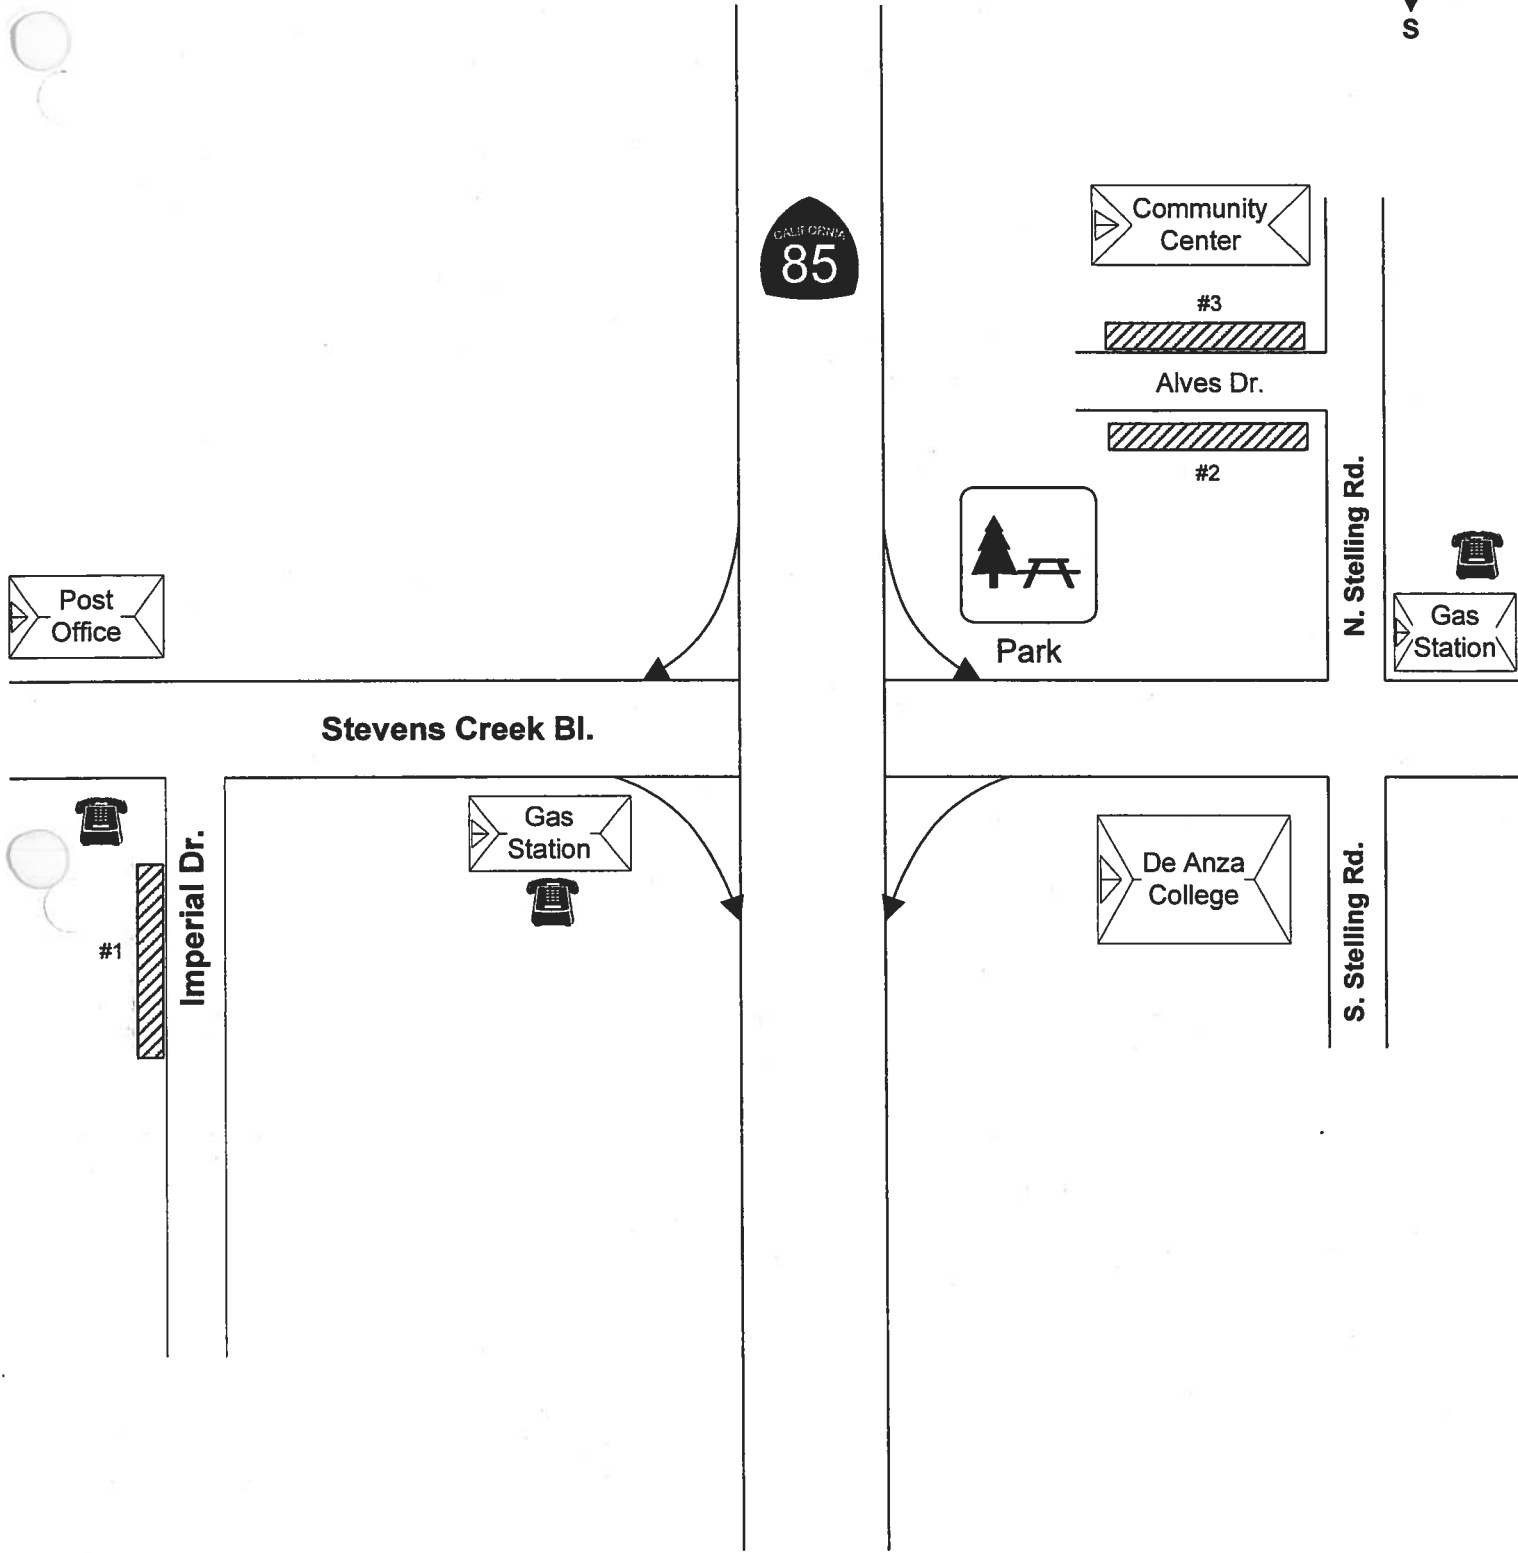 S
CALIFORNIA
85
Community
Center
#3
Alves Dr.
#2
N. Stelling Rd.
Post
Office
Park
Gas
Station
Stevens Creek Bl.
Imperial Dr.
Gas
Station
De Anza
College
S. Stelling Rd.
#1